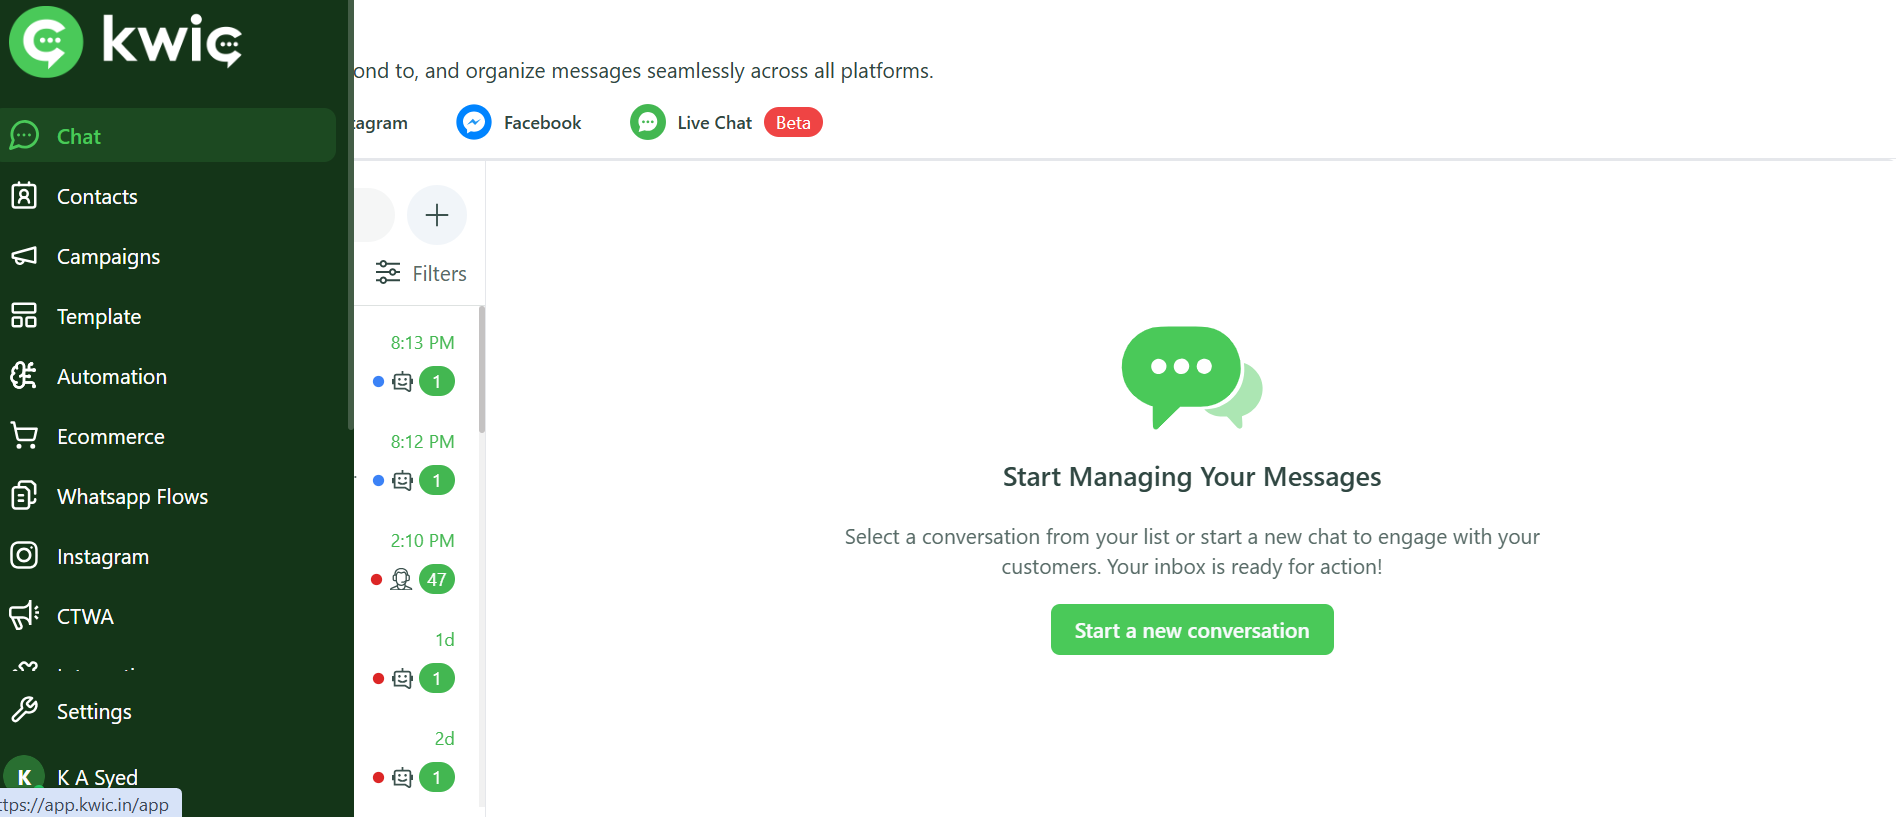 kwic
Chat
Contacts
Campaigns
Template
Automation
Ecommerce
Whatsapp Flows
Instagram
CTWA
Settings
K
K A Syed
ttps://app.kwic.in/app
ond to, and organize messages seamlessly across all platforms.
tagram
Facebook
Live Chat
Beta
Filters
8:13 PM
1
8:12 PM
1
2:10 PM
47
1d
1
2d
1
Start Managing Your Messages
Select a conversation from your list or start a new chat to engage with your
customers. Your inbox is ready for action!
Start a new conversation